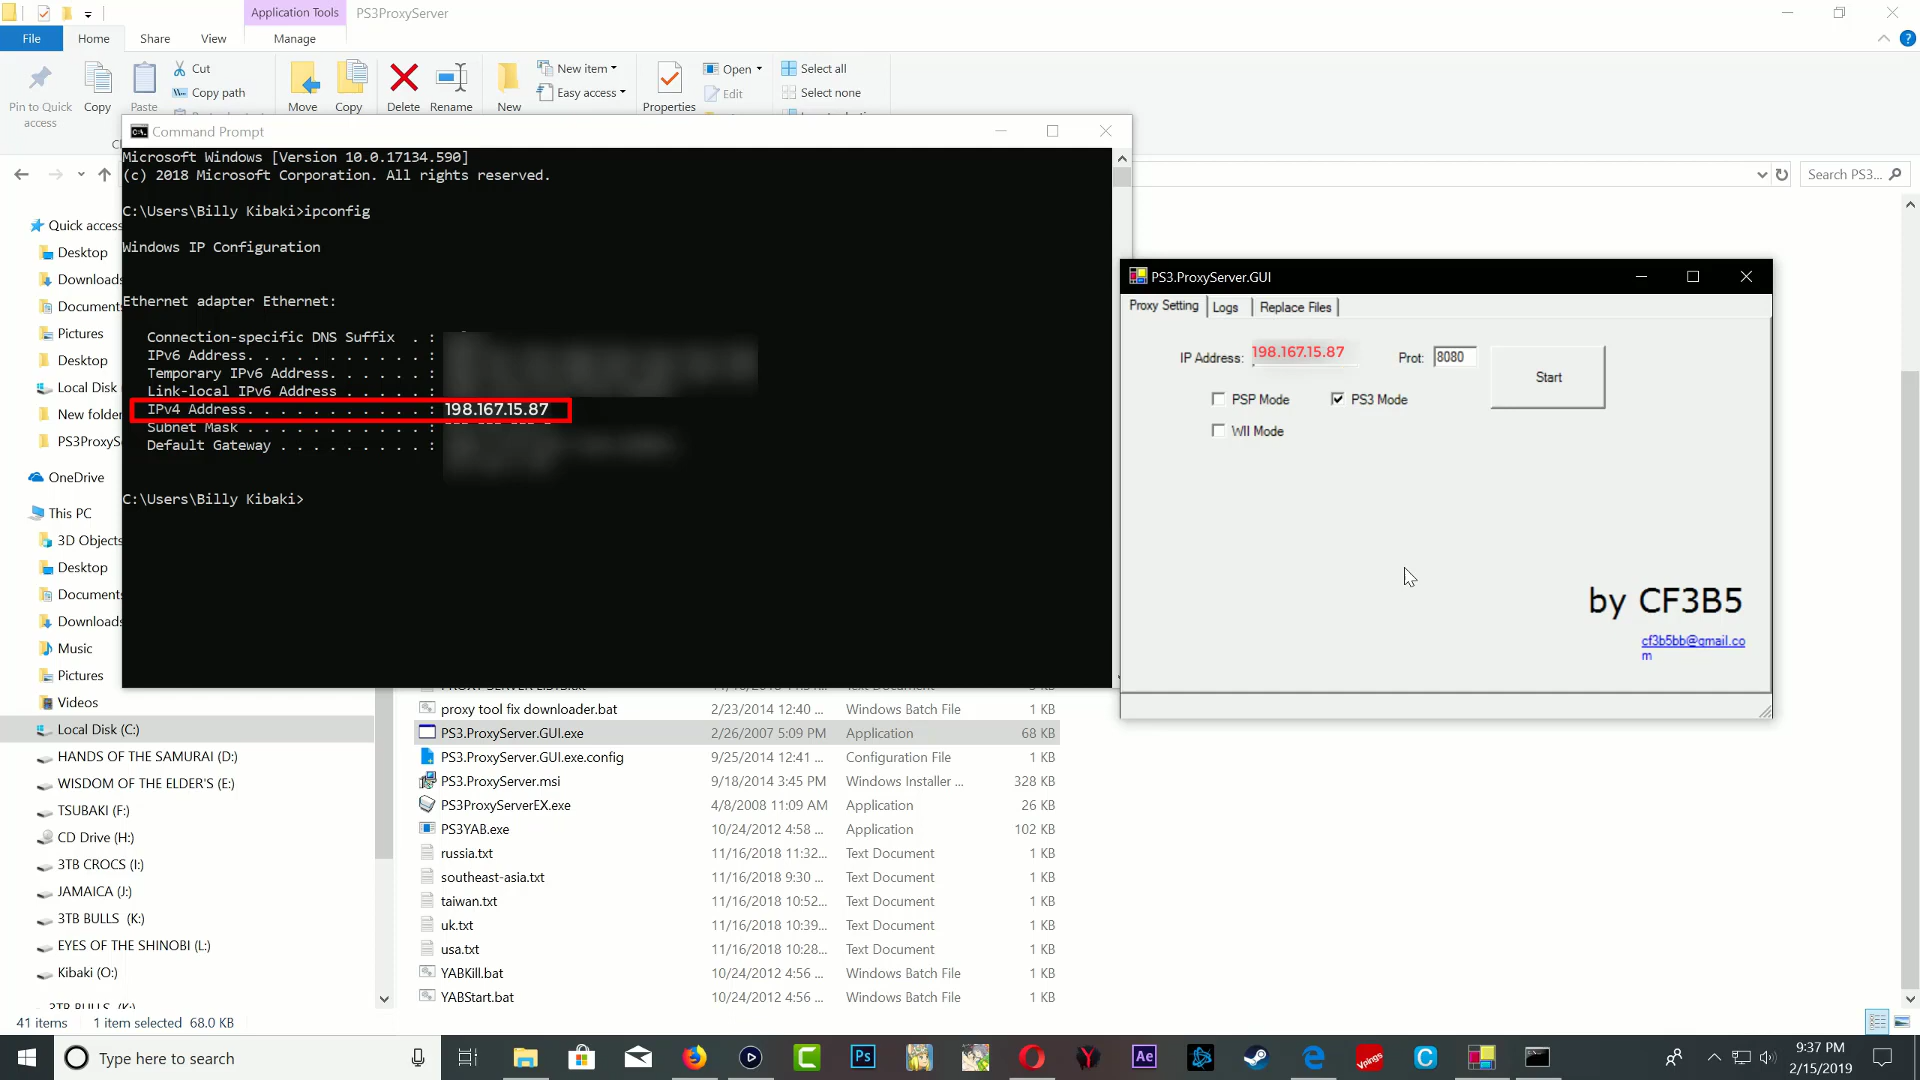 Application Tools
PS3ProxyServer
File
Home
Share
View
Manage
Pin to Quick
access
Copy
Paste
Cut
Copy path
Move
Copy
Delete
Rename
New
New item
Easy access
Properties
Open
Edit
Select all
Select none
Search PS3...
Command Prompt
Microsoft Windows [Version 10.0.17134.590]
(c) 2018 Microsoft Corporation. All rights reserved.
C:\Users\Billy Kibaki>ipconfig
Windows IP Configuration
Ethernet adapter Ethernet:
Connection-specific DNS Suffix . :
IPv6 Address. . . . . . . . . . . :
Temporary IPv6 Address. . . . . . :
Link-local IPv6 Address . . . . . :
IPv4 Address. . . . . . . . . . . : 198.167.15.87
Subnet Mask . . . . . . . . . . . :
Default Gateway . . . . . . . . . :
C:\Users\Billy Kibaki>
PS3.ProxyServer.GUI
Proxy Setting
Logs
Replace Files
IP Address: 198.167.15.87
Prot: 8080
Start
PSP Mode
PS3 Mode
WII Mode
by CF3B5
cf3b5bb@gmail.co
m
Quick access
Desktop
Downloads
Documents
Pictures
Desktop
Local Disk
New folder
PS3ProxyS
OneDrive
This PC
3D Objects
Desktop
Documents
Downloads
Music
Pictures
Videos
Local Disk (C:)
HANDS OF THE SAMURAI (D:)
WISDOM OF THE ELDER'S (E:)
TSUBAKI (F:)
CD Drive (H:)
3TB CROCS (I:)
JAMAICA (J:)
3TB BULLS (K:)
EYES OF THE SHINOBI (L:)
Kibaki (O:)
3TB BULLS (K:)
proxy tool fix downloader.bat 2/23/2014 12:40 ... Windows Batch File 1 KB
PS3.ProxyServer.GUI.exe 2/26/2007 5:09 PM Application 68 KB
PS3.ProxyServer.GUI.exe.config 9/25/2014 12:41 ... Configuration File 1 KB
PS3.ProxyServer.msi 9/18/2014 3:45 PM Windows Installer ... 328 KB
PS3ProxyServerEX.exe 4/8/2008 11:09 AM Application 26 KB
PS3YAB.exe 10/24/2012 4:58 ... Application 102 KB
russia.txt 11/16/2018 11:32... Text Document 1 KB
southeast-asia.txt 11/16/2018 9:30 ... Text Document 1 KB
taiwan.txt 11/16/2018 10:52... Text Document 1 KB
uk.txt 11/16/2018 10:39... Text Document 1 KB
usa.txt 11/16/2018 10:28... Text Document 1 KB
YABKill.bat 10/24/2012 4:56 ... Windows Batch File 1 KB
YABStart.bat 10/24/2012 4:56 ... Windows Batch File 1 KB
41 items 1 item selected 68.0 KB
Type here to search
Ps
Ae
Vpings
9:37 PM
2/15/2019